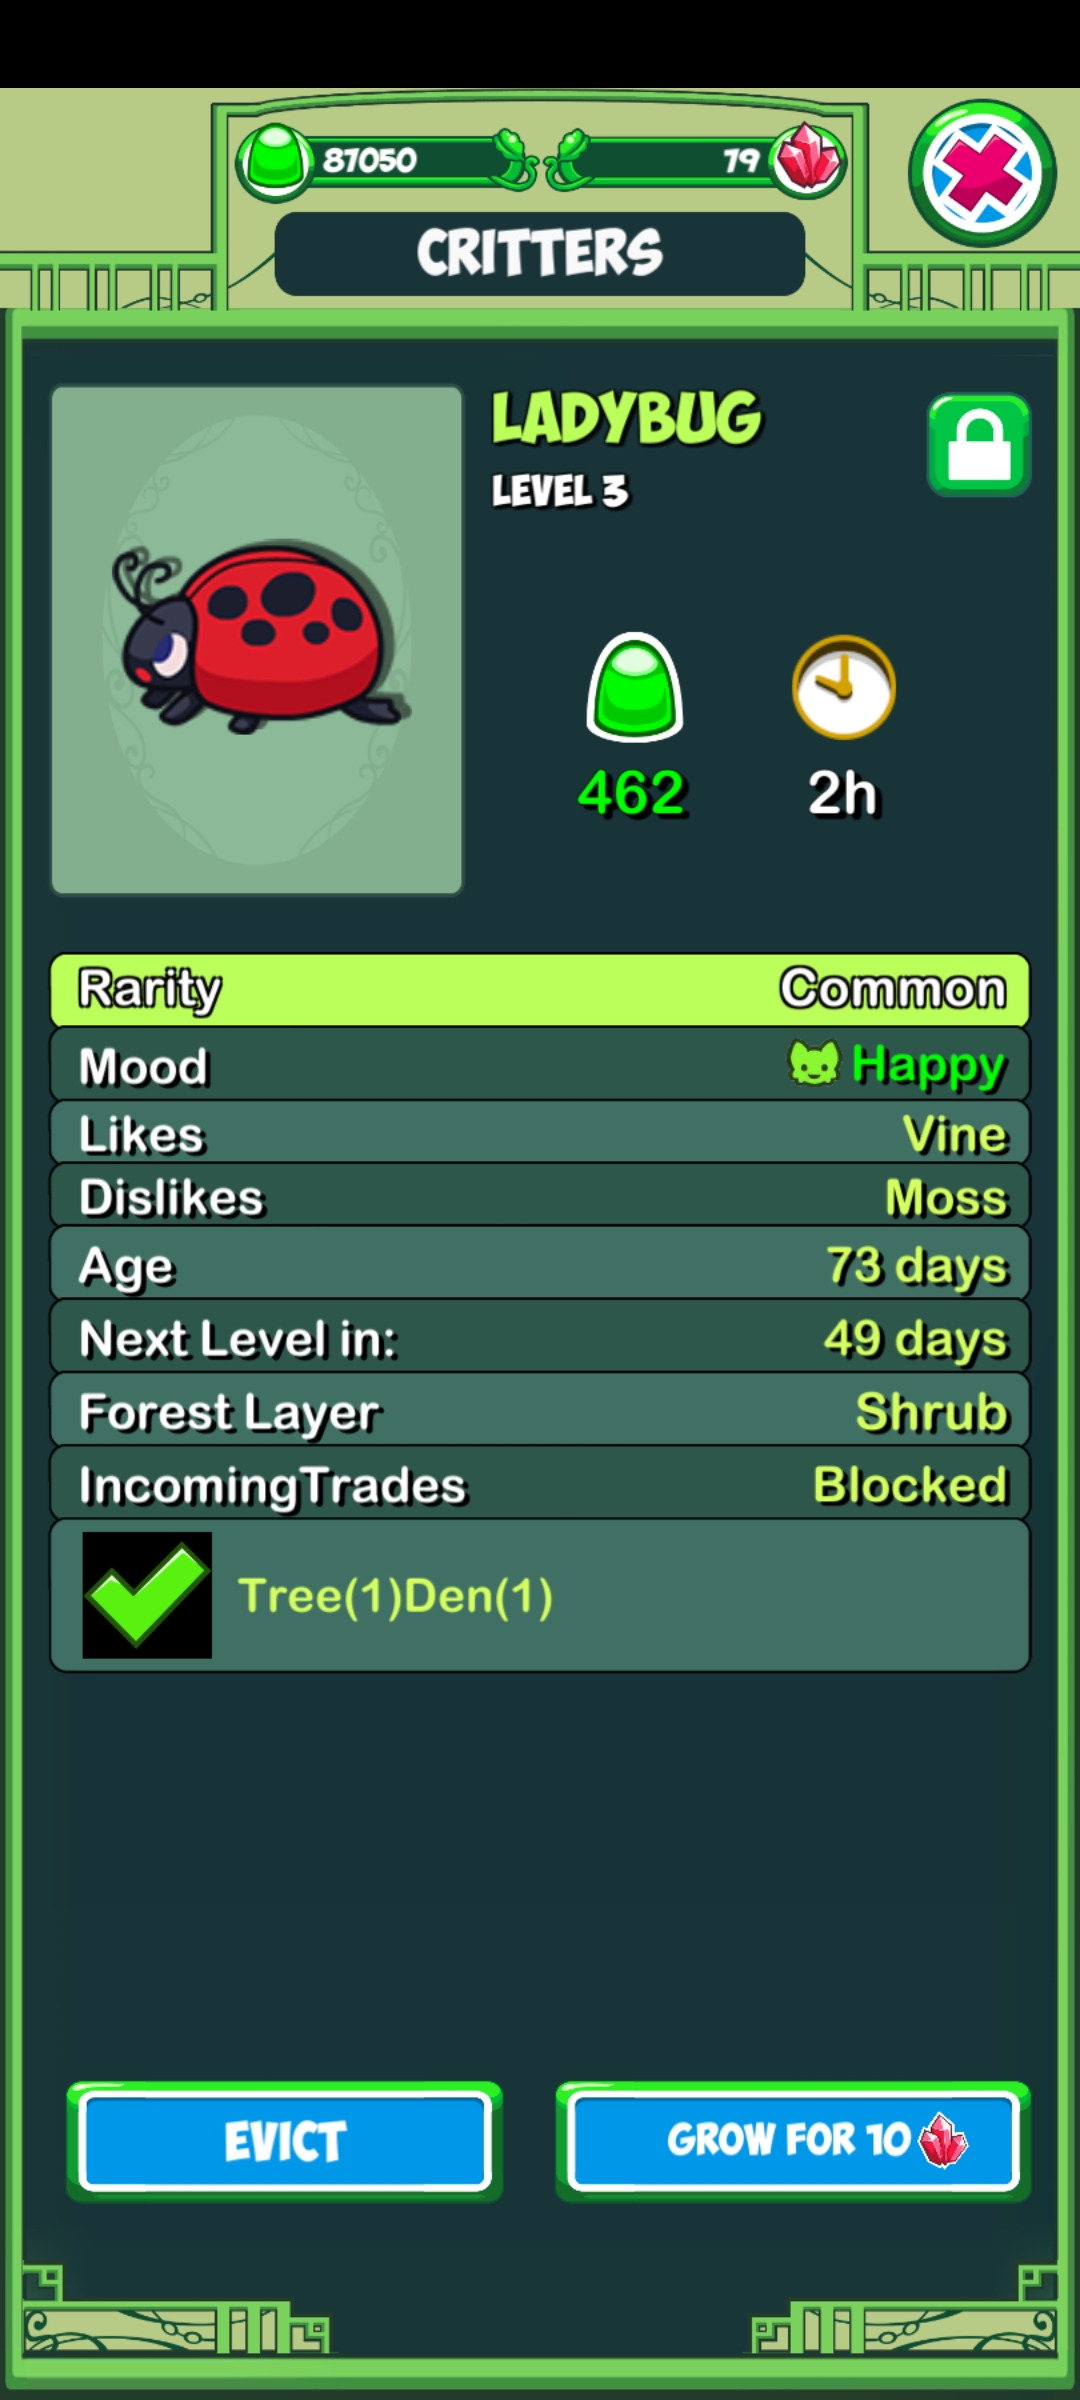 87050 79
CRITTERS
LADYBUG
LEVEL 3
462 2h
Rarity Common
Mood Happy
Likes Vine
Dislikes Moss
Age 73 days
Next Level in: 49 days
Forest Layer Shrub
IncomingTrades Blocked
Tree(1)Den(1)
EVICT GROW FOR 10